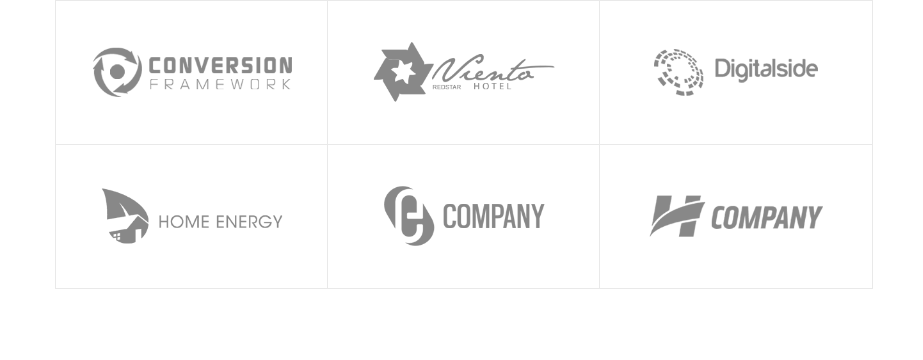 CONVERSION
FRAMEWORK
Viento
REDSTAR HOTEL
Digitalside
HOME ENERGY
e COMPANY
H COMPANY